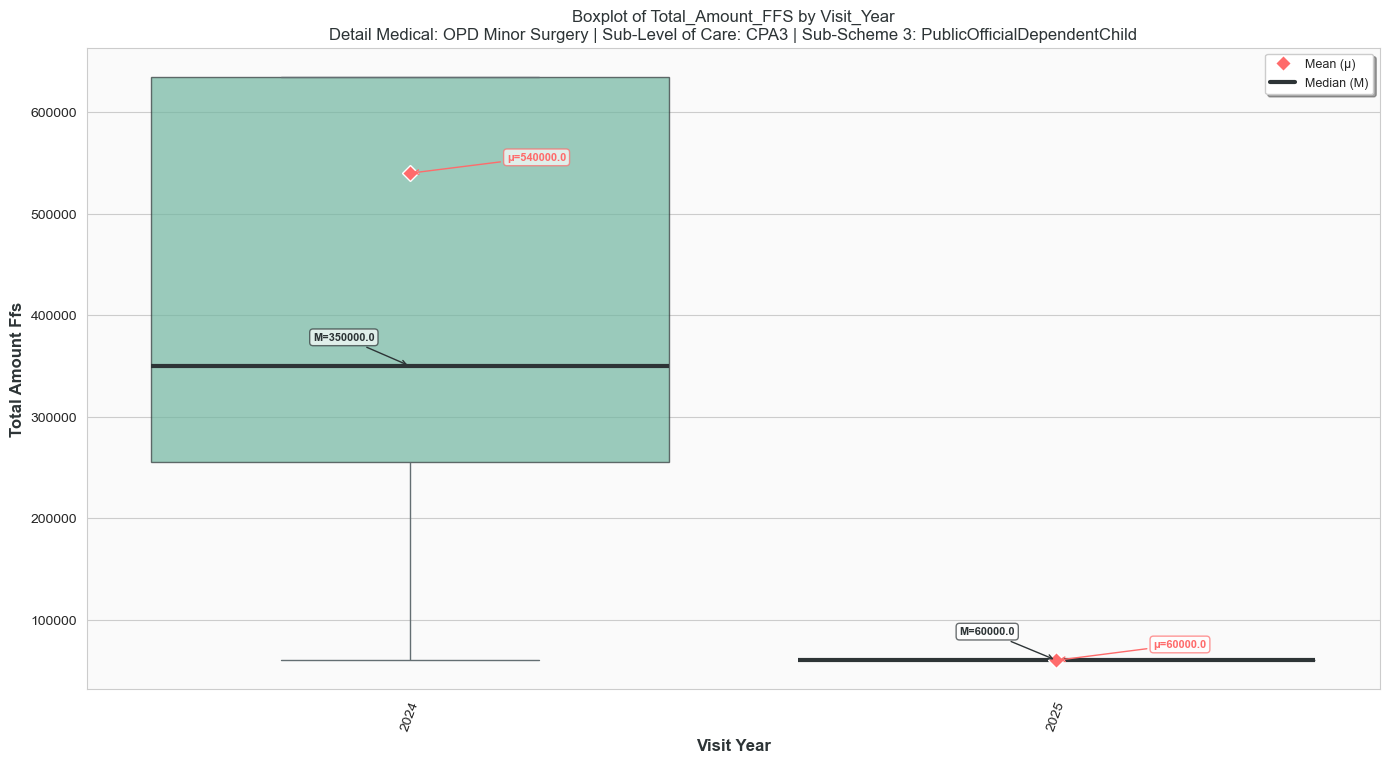 Boxplot of Total_Amount_FFS by Visit_Year
Detail Medical: OPD Minor Surgery | Sub-Level of Care: CPA3 | Sub-Scheme 3: PublicOfficialDependentChild
Mean (μ)
Median (M)
Total Amount Ffs
600000
500000
400000
300000
200000
100000
μ=540000.0
M=350000.0
M=60000.0
μ=60000.0
2024
2025
Visit Year